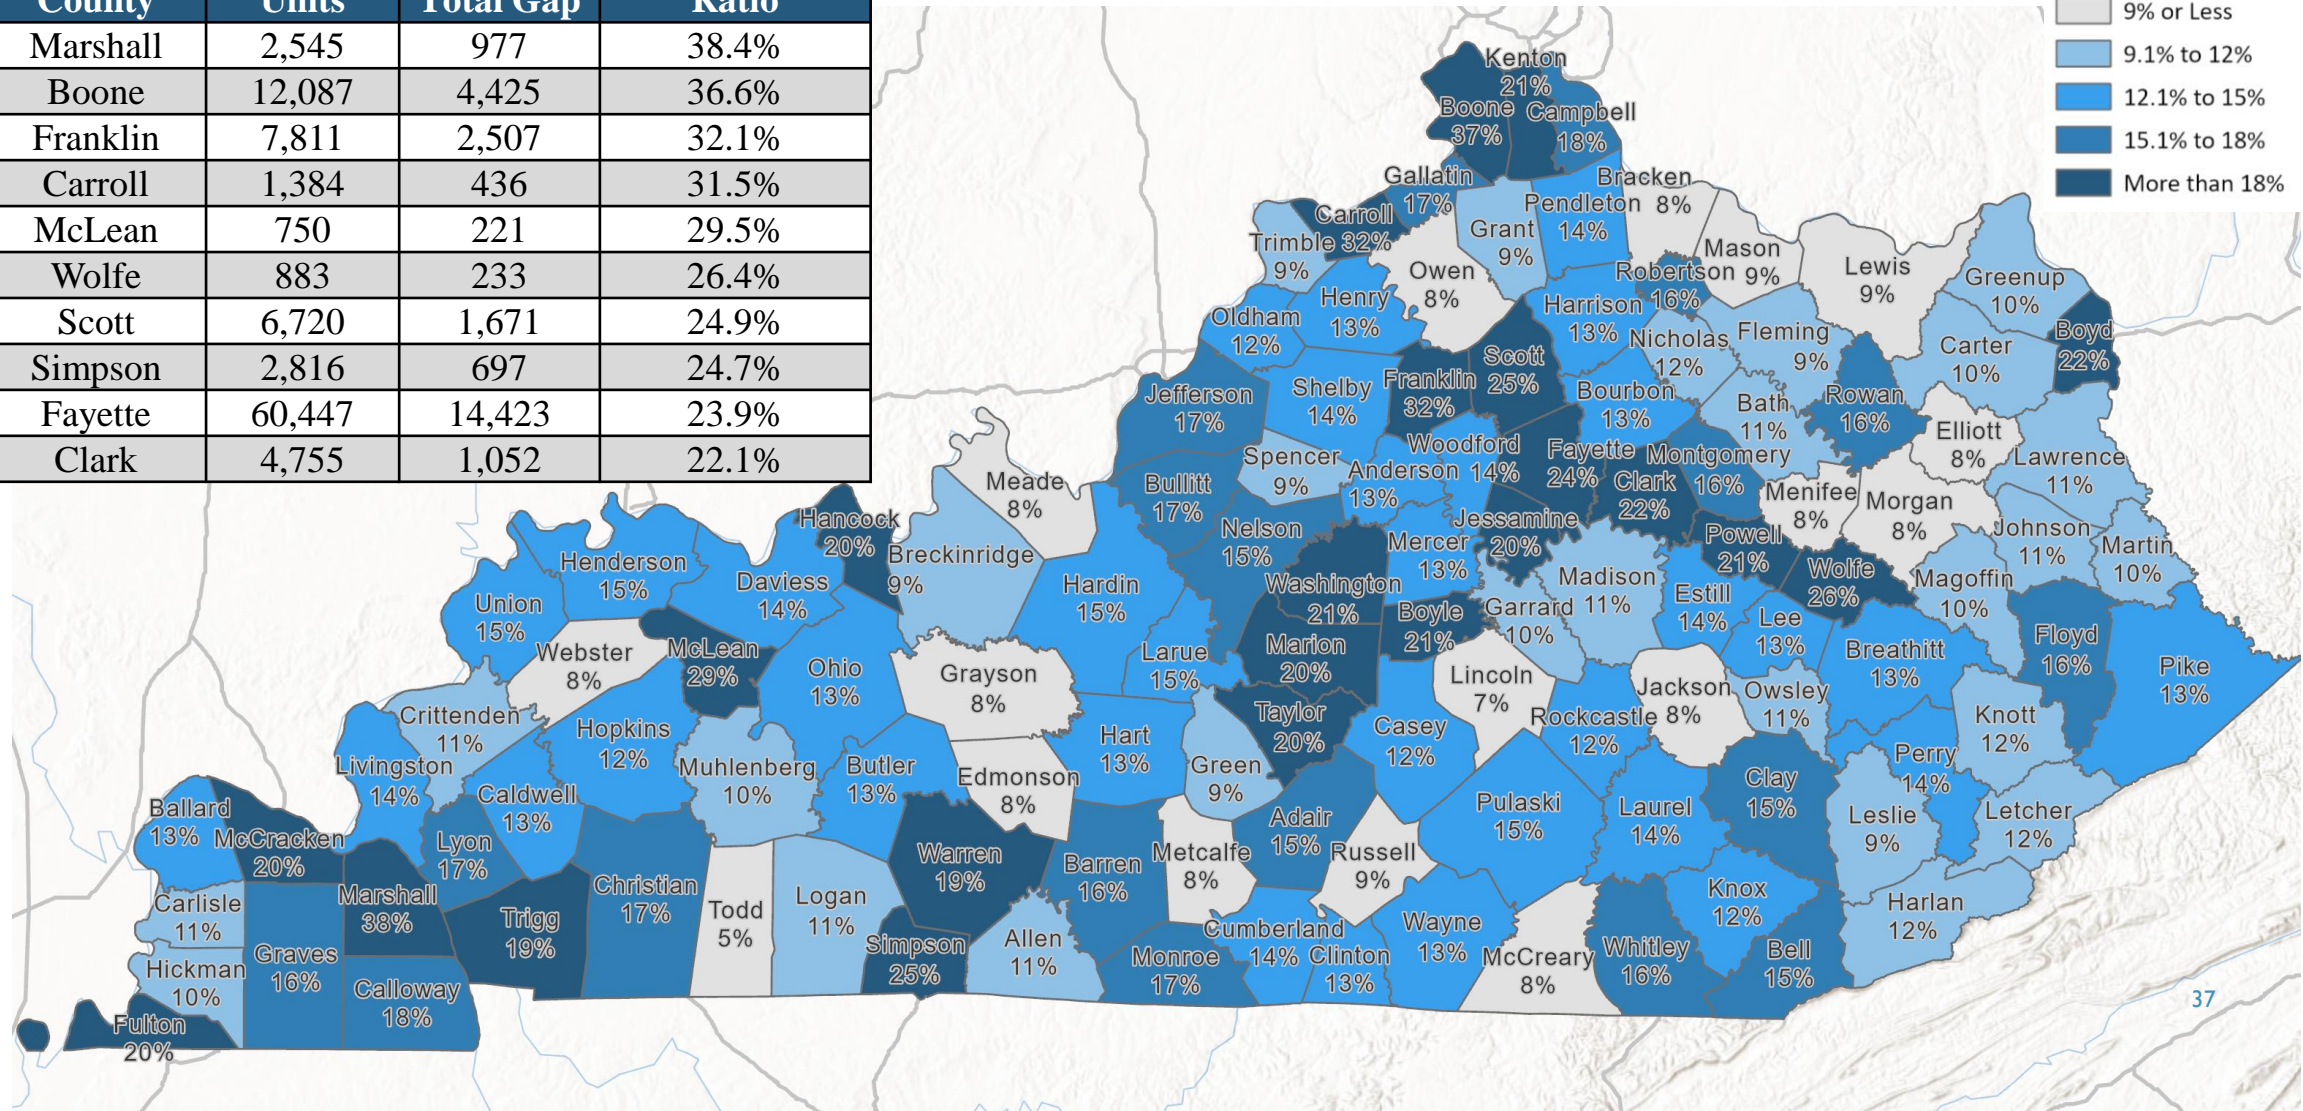 County Units Total Gap Ratio
Marshall 2,545 977 38.4%
Boone 12,087 4,425 36.6%
Franklin 7,811 2,507 32.1%
Carroll 1,384 436 31.5%
McLean 750 221 29.5%
Wolfe 883 233 26.4%
Scott 6,720 1,671 24.9%
Simpson 2,816 697 24.7%
Fayette 60,447 14,423 23.9%
Clark 4,755 1,052 22.1%
9% or Less
9.1% to 12%
12.1% to 15%
15.1% to 18%
More than 18%
Kenton
21%
Boone
37%
Campbell
18%
Gallatin
17%
Bracken
8%
Pendleton
14%
Carroll
32%
Trimble
9%
Grant
9%
Owen
8%
Mason
9%
Robertson
16%
Lewis
9%
Greenup
10%
Henry
13%
Harrison
13%
Oldham
12%
Nicholas
12%
Fleming
9%
Boyd
22%
Carter
10%
Scott
25%
Franklin
32%
Shelby
14%
Jefferson
17%
Bourbon
13%
Rowan
16%
Bath
11%
Elliott
8%
Woodford
14%
Fayette
24%
Montgomery
16%
Spencer
9%
Anderson
13%
Lawrence
11%
Clark
22%
Meade
8%
Bullitt
17%
Menifee
8%
Morgan
8%
Hancock
20%
Jessamine
20%
Nelson
15%
Mercer
13%
Powell
21%
Johnson
11%
Martin
10%
Breckinridge
9%
Henderson
15%
Daviess
14%
Hardin
15%
Washington
21%
Madison
11%
Wolfe
26%
Magoffin
10%
Union
15%
Boyle
21%
Garrard
10%
Estill
14%
Lee
13%
Floyd
16%
Webster
8%
McLean
29%
Ohio
13%
Grayson
8%
Larue
15%
Marion
20%
Breathitt
13%
Pike
13%
Lincoln
7%
Jackson
8%
Owsley
11%
Crittenden
11%
Hopkins
12%
Taylor
20%
Casey
12%
Rockcastle
12%
Knott
12%
Hart
13%
Livingston
14%
Muhlenberg
10%
Butler
13%
Edmonson
8%
Green
9%
Perry
14%
Clay
15%
Caldwell
13%
Pulaski
15%
Laurel
14%
Leslie
9%
Letcher
12%
Ballard
13%
McCracken
20%
Lyon
17%
Adair
15%
Russell
9%
Warren
19%
Barren
16%
Metcalfe
8%
Marshall
38%
Christian
17%
Logan
11%
Knox
12%
Carlisle
11%
Todd
5%
Trigg
19%
Harlan
12%
Cumberland
14%
Wayne
13%
Simpson
25%
Allen
11%
Clinton
13%
McCreary
8%
Whitley
16%
Bell
15%
Graves
16%
Hickman
10%
Monroe
17%
Calloway
18%
Fulton
20%
37